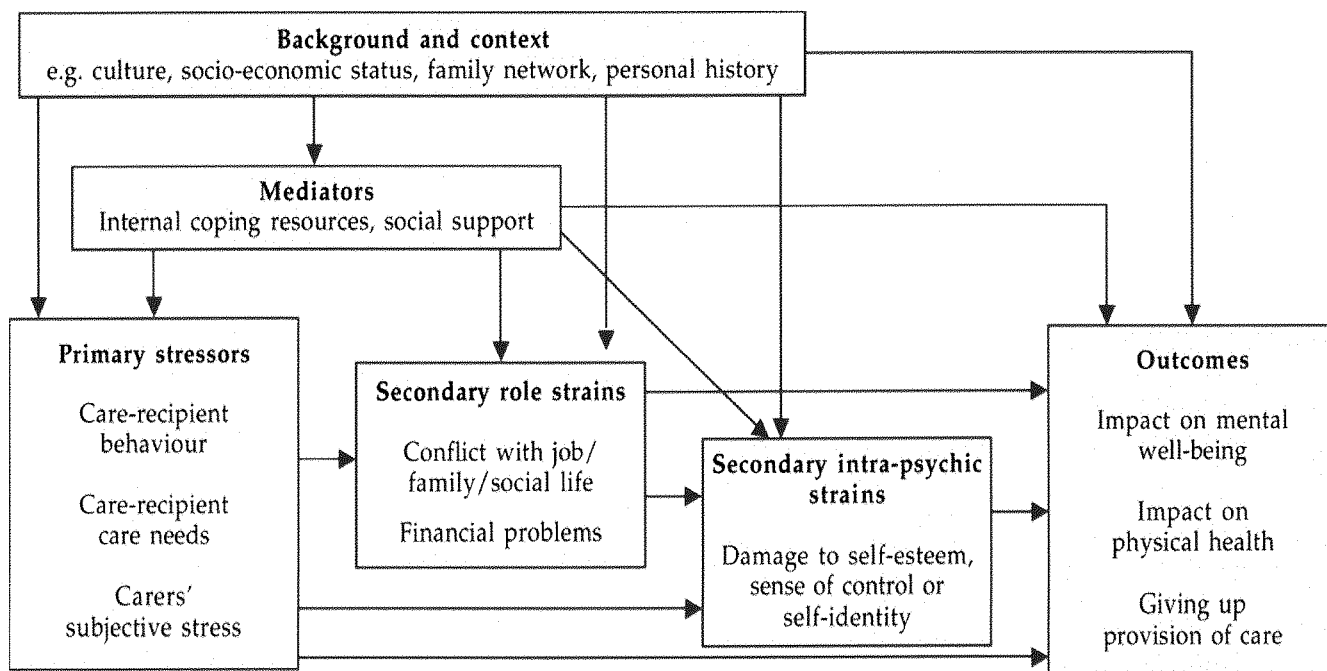 Background and context
e.g. culture, socio-economic status, family network, personal history
Mediators
Internal coping resources, social support
Primary stressors
Care-recipient
behaviour
Care-recipient
care needs
Carers'
subjective stress
Secondary role strains
Conflict with job/
family/social life
Financial problems
Secondary intra-psychic
strains
Damage to self-esteem,
sense of control or
self-identity
Outcomes
Impact on mental
well-being
Impact on
physical health
Giving up
provision of care